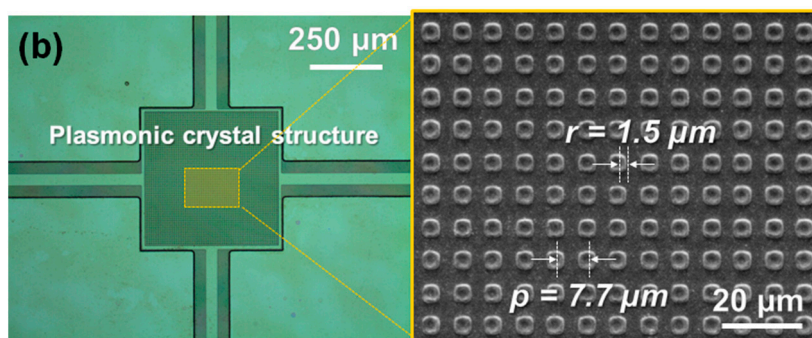 (b)
250 µm
Plasmonic crystal structure
r = 1.5 µm
p = 7.7 µm
20 µm